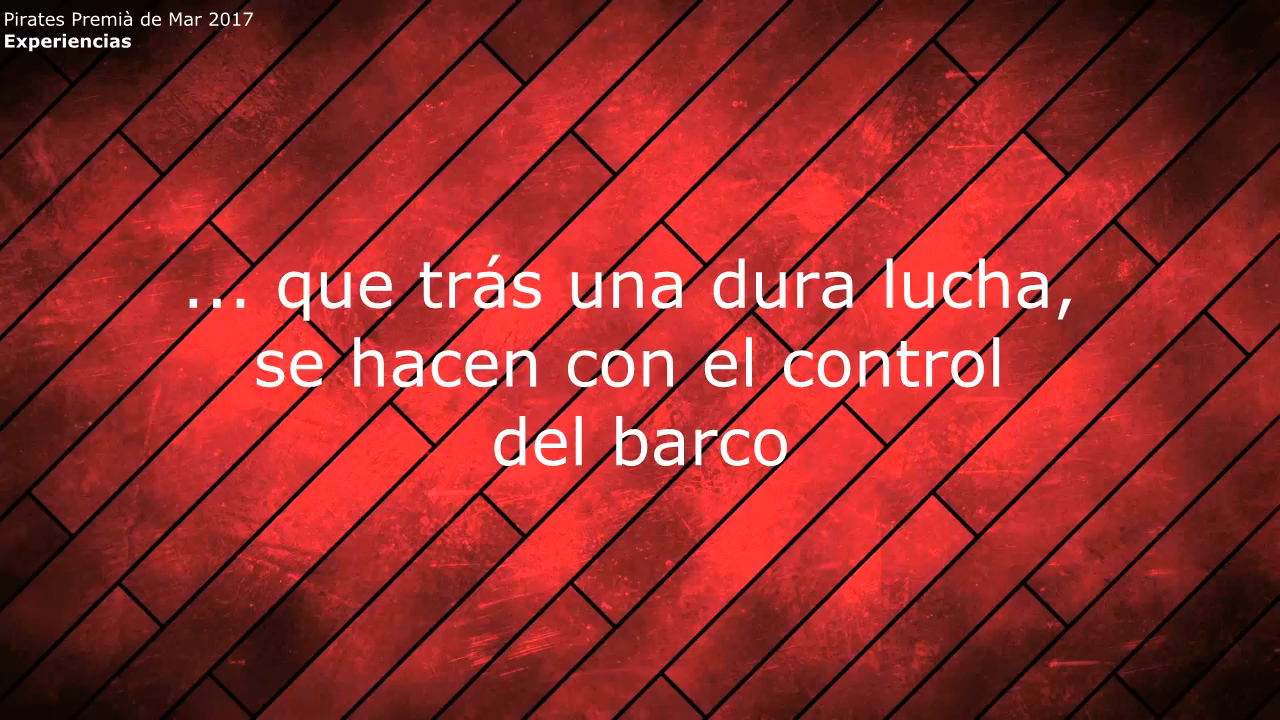 Pirates Premià de Mar 2017
Experiencias
... que trás una dura lucha,
se hacen con el control
del barco